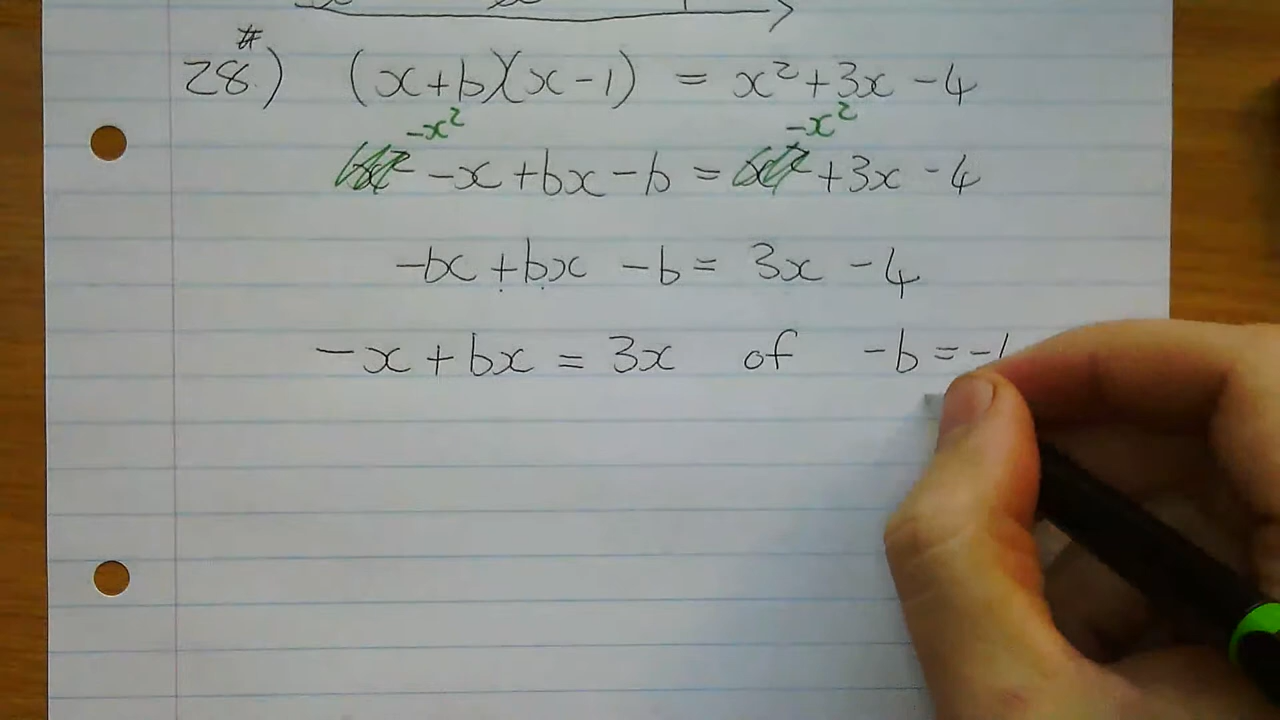 #
28.) (x+b)(x-1) = x²+3x-4
-x² -x²
x² -x+bx-b = x² +3x-4
-x +bx -b = 3x -4
-x+bx = 3x of -b=-